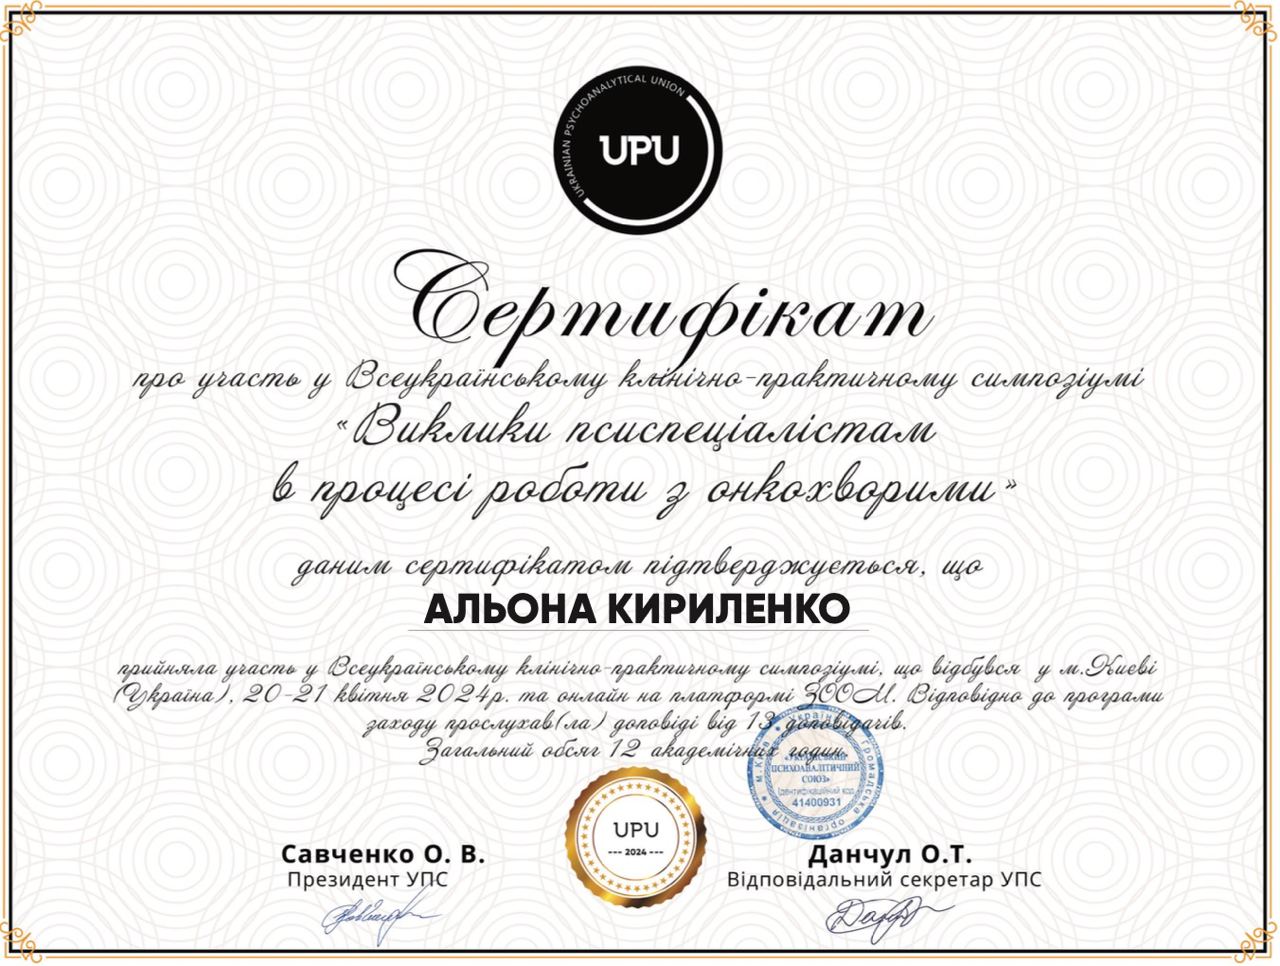 UKRAINIAN PSYCHOANALYTICAL UNION
UPU
Сертифікат
про участь у Всеукраїнському клінічно-практичному симпозіумі
«Виклики псиспеціалістам
в процесі роботи з онкохворими»
даним сертифікатом підтверджується, що
АЛЬОНА КИРИЛЕНКО
прийняла участь у Всеукраїнському клінічно-практичному симпозіумі, що відбувся у м.Києві
(Україна), 20-21 квітня 2024р. та онлайн на платформі ZOOM. Відповідно до програми
заходу прослухав(ла) доповіді від 13 доповідачів.
Загальний обсяг 12 академічних годин.
Україна
м. Київ
Громадська організація
«УКРАЇНСЬКИЙ
ПСИХОАНАЛІТИЧНИЙ
СОЮЗ»
Ідентифікаційний код
41400931
UPU
--- 2024 ---
Савченко О. В.
Президент УПС
Данчул О.Т.
Відповідальний секретар УПС